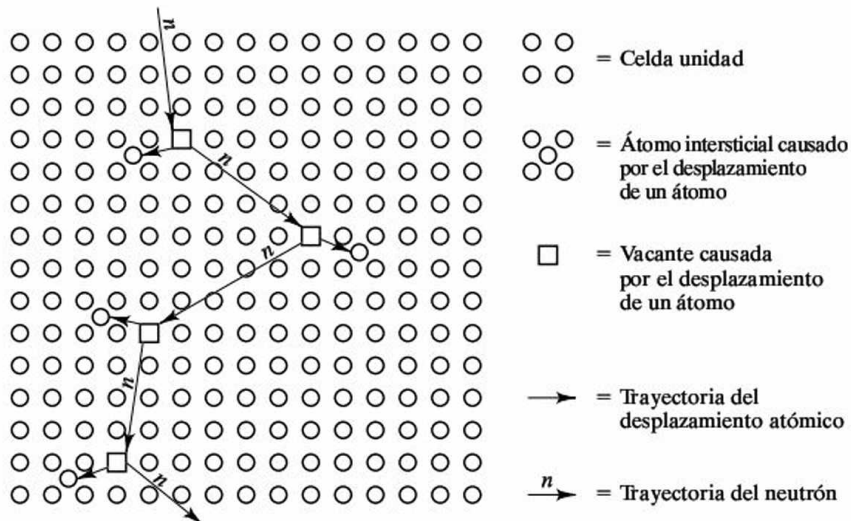 n
n
n
n
n
= Celda unidad
= Átomo intersticial causado
por el desplazamiento
de un átomo
= Vacante causada
por el desplazamiento
de un átomo
= Trayectoria del
desplazamiento atómico
n
= Trayectoria del neutrón